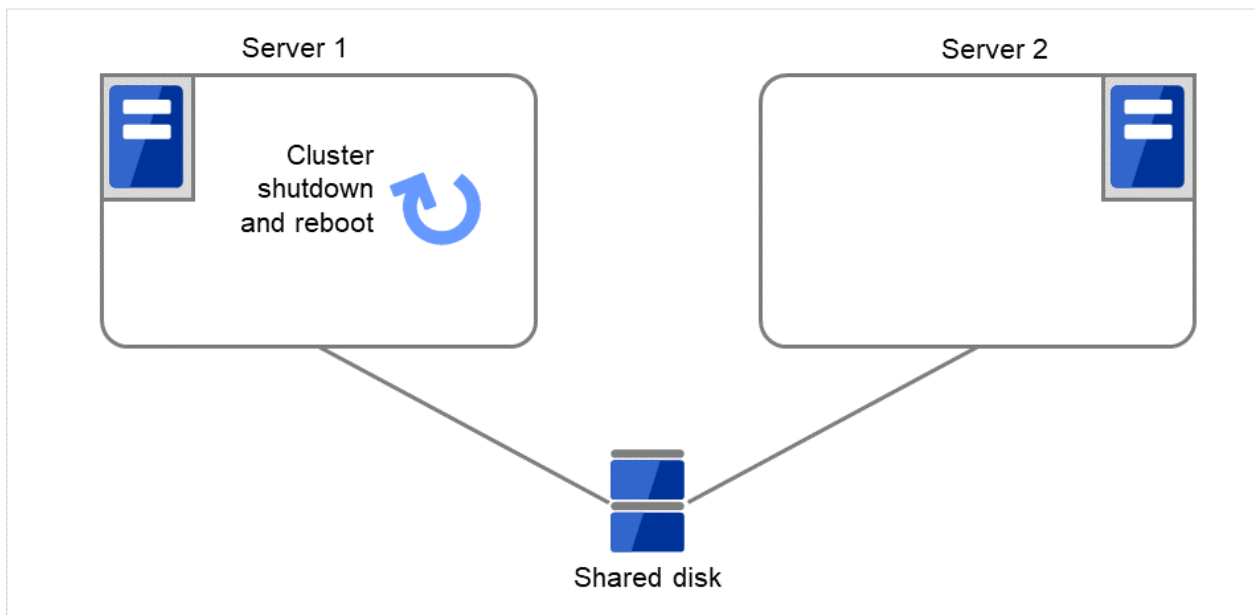 Server 1
Server 2
Cluster
shutdown
and reboot
Shared disk